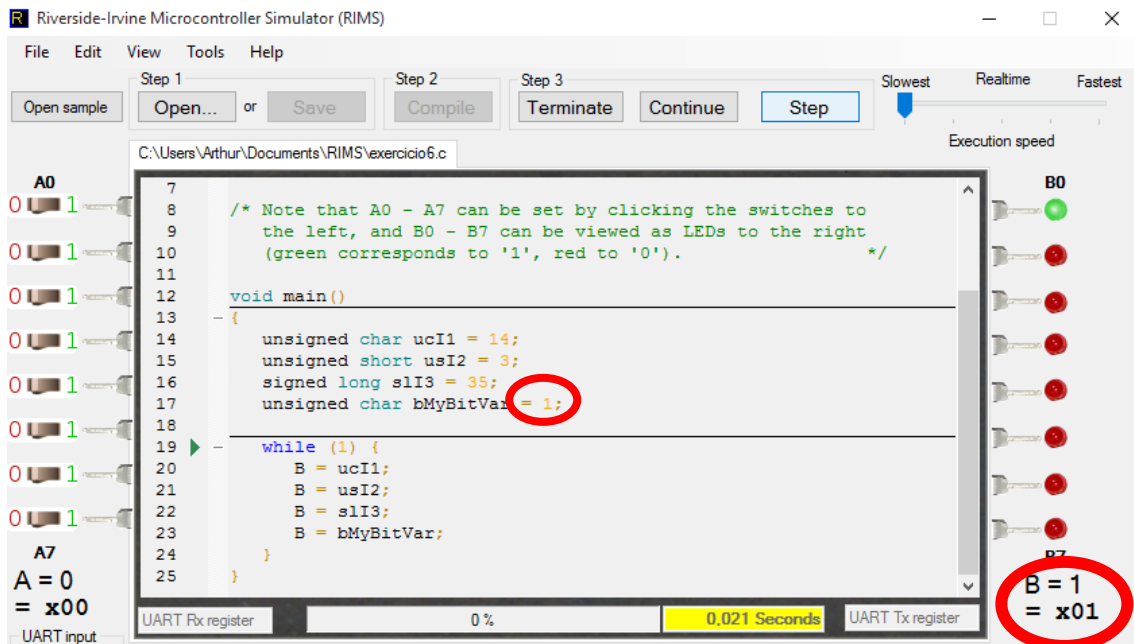 Riverside-Irvine Microcontroller Simulator (RIMS)
File Edit View Tools Help
Step 1 Step 2 Step 3 Slowest Realtime Fastest
Open sample Open... or Save Compile Terminate Continue Step
Execution speed
C:\Users\Arthur\Documents\RIMS\exercicio6.c
A0 B0
0 1
0 1
0 1
0 1
0 1
0 1
0 1
0 1
7
8 /* Note that A0 - A7 can be set by clicking the switches to
9 the left, and B0 - B7 can be viewed as LEDs to the right
10 (green corresponds to '1', red to '0'). */
11
12 void main()
13 {
14 unsigned char ucI1 = 14;
15 unsigned short usI2 = 3;
16 signed long slI3 = 35;
17 unsigned char bMyBitVar = 1;
18
19 while (1) {
20 B = ucI1;
21 B = usI2;
22 B = slI3;
23 B = bMyBitVar;
24 }
25 }
A7 B7
A = 0 B = 1
= x00 = x01
UART Rx register 0 % 0,021 Seconds UART Tx register
UART input